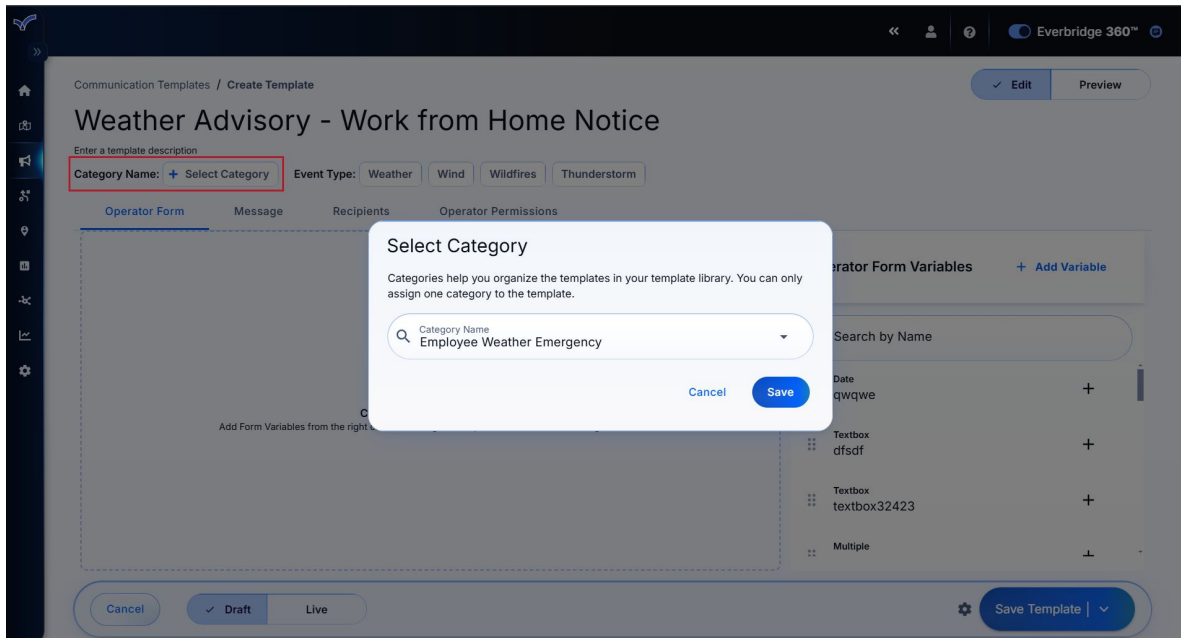 Everbridge 360™
Communication Templates / Create Template
Edit
Preview
Weather Advisory - Work from Home Notice
Enter a template description
Category Name: + Select Category Event Type: Weather Wind Wildfires Thunderstorm
Operator Form Message Recipients Operator Permissions
Select Category
Categories help you organize the templates in your template library. You can only
assign one category to the template.
Category Name
Employee Weather Emergency
Cancel Save
Form Variables + Add Variable
Search by Name
Date
qwqwe
Textbox
dfsdf
Textbox
textbox32423
Multiple
Add Form Variables from the right
Cancel Draft Live Save Template